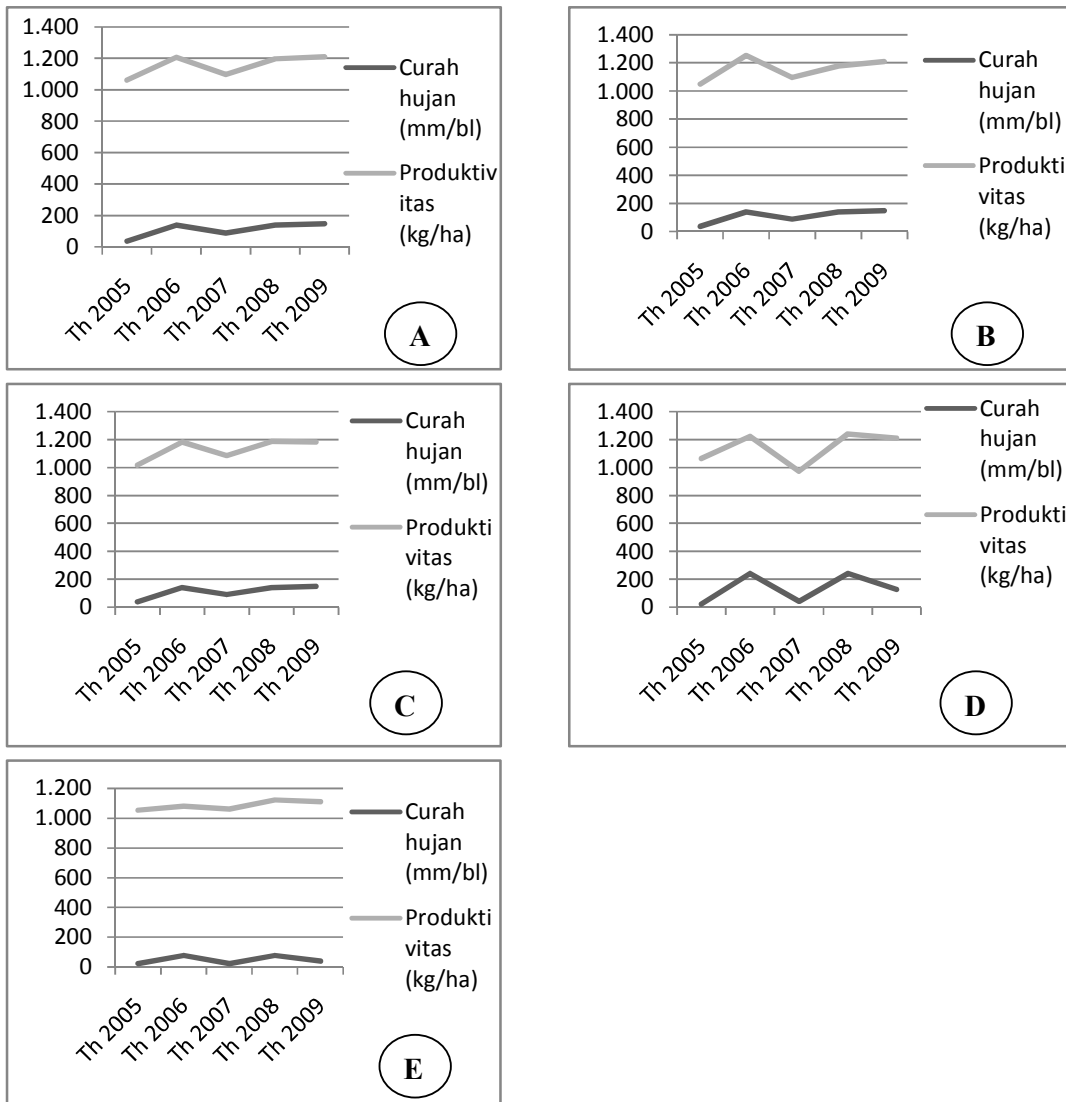 1.400
1.200
1.000
800
600
400
200
0
Th 2005
Th 2006
Th 2007
Th 2008
Th 2009
Curah
hujan
(mm/bl)
Produktiv
itas
(kg/ha)
A
1.400
1.200
1.000
800
600
400
200
0
Th 2005
Th 2006
Th 2007
Th 2008
Th 2009
Curah
hujan
(mm/bl)
Produkti
vitas
(kg/ha)
B
1.400
1.200
1.000
800
600
400
200
0
Th 2005
Th 2006
Th 2007
Th 2008
Th 2009
Curah
hujan
(mm/bl)
Produkti
vitas
(kg/ha)
C
1.400
1.200
1.000
800
600
400
200
0
Th 2005
Th 2006
Th 2007
Th 2008
Th 2009
Curah
hujan
(mm/bl)
Produkti
vitas
(kg/ha)
D
1.200
1.000
800
600
400
200
0
Th 2005
Th 2006
Th 2007
Th 2008
Th 2009
Curah
hujan
(mm/bl)
Produkti
vitas
(kg/ha)
E